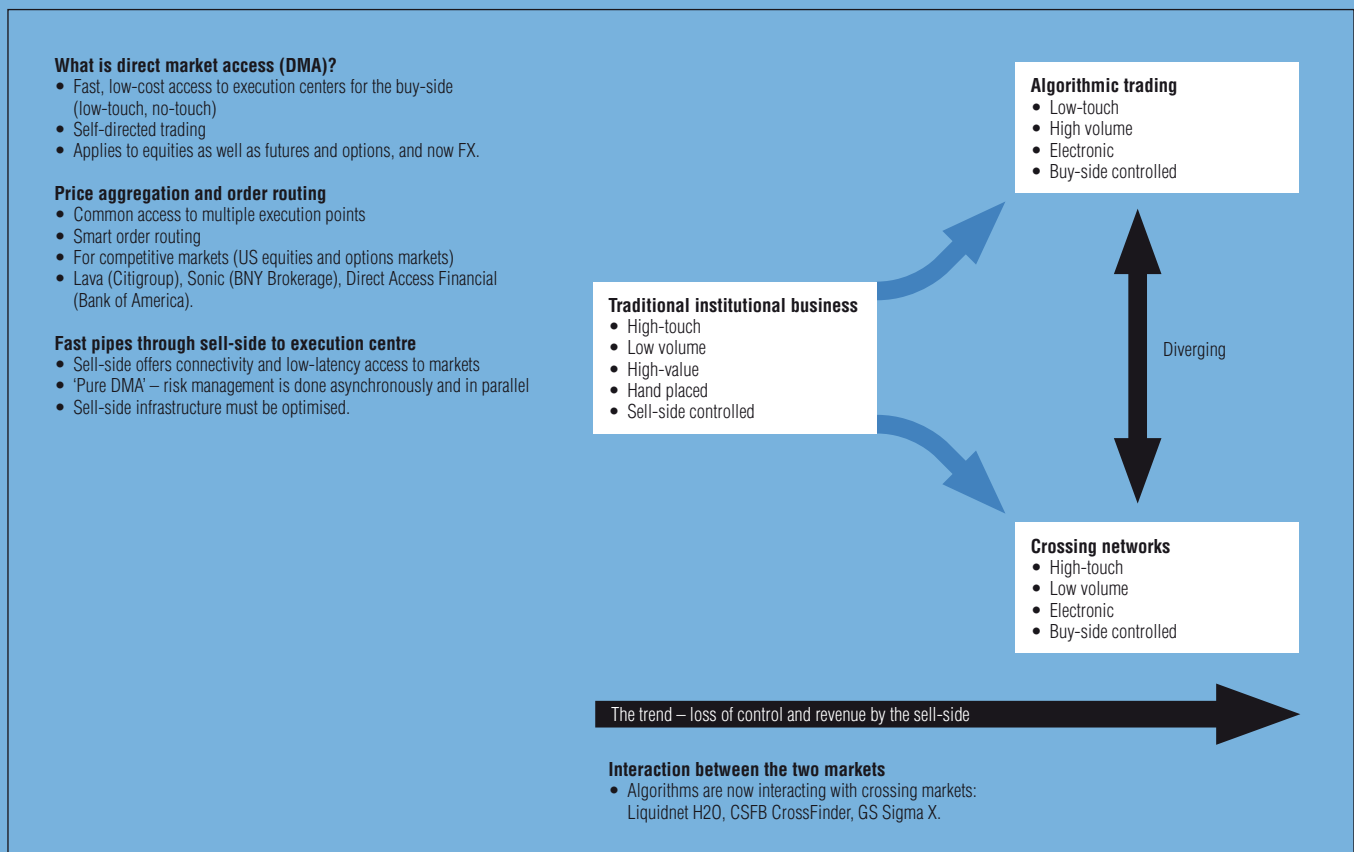 What is direct market access (DMA)?
• Fast, low-cost access to execution centers for the buy-side
(low-touch, no-touch)
• Self-directed trading
• Applies to equities as well as futures and options, and now FX.
Price aggregation and order routing
• Common access to multiple execution points
• Smart order routing
• For competitive markets (US equities and options markets)
• Lava (Citigroup), Sonic (BNY Brokerage), Direct Access Financial
(Bank of America).
Fast pipes through sell-side to execution centre
• Sell-side offers connectivity and low-latency access to markets
• ‘Pure DMA’ – risk management is done asynchronously and in parallel
• Sell-side infrastructure must be optimised.
Traditional institutional business
• High-touch
• Low volume
• High-value
• Hand placed
• Sell-side controlled
Algorithmic trading
• Low-touch
• High volume
• Electronic
• Buy-side controlled
Diverging
Crossing networks
• High-touch
• Low volume
• Electronic
• Buy-side controlled
The trend – loss of control and revenue by the sell-side
Interaction between the two markets
• Algorithms are now interacting with crossing markets:
Liquidnet H2O, CSFB CrossFinder, GS Sigma X.